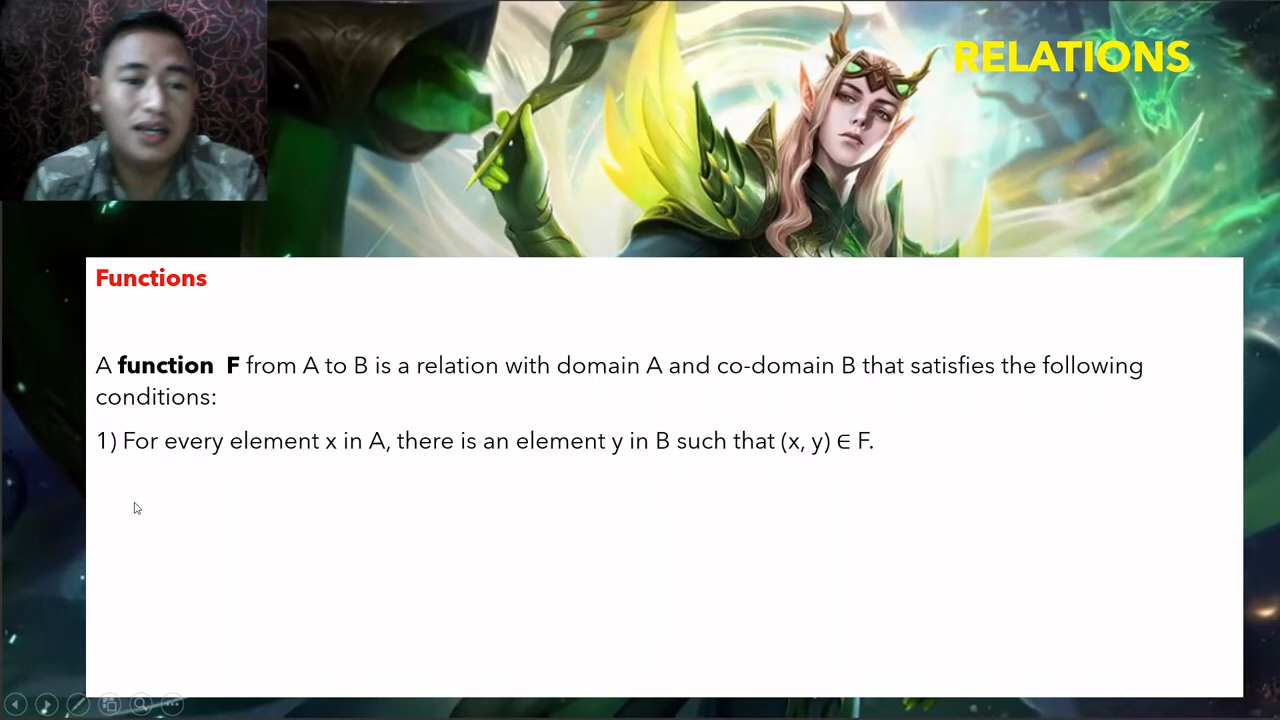 RELATIONS
Functions
A function F from A to B is a relation with domain A and co-domain B that satisfies the following
conditions:
1) For every element x in A, there is an element y in B such that (x, y) ∈ F.